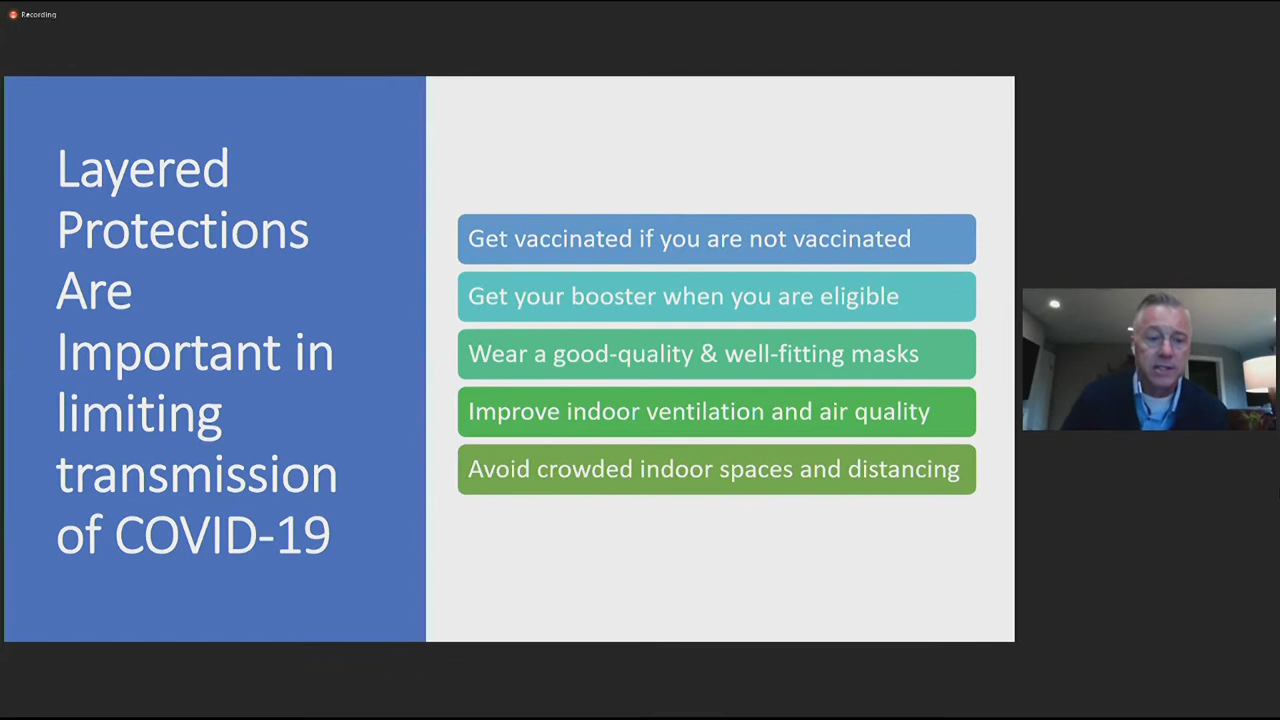 Recording
Layered
Protections
Are
Important in
limiting
transmission
of COVID-19
Get vaccinated if you are not vaccinated
Get your booster when you are eligible
Wear a good-quality & well-fitting masks
Improve indoor ventilation and air quality
Avoid crowded indoor spaces and distancing